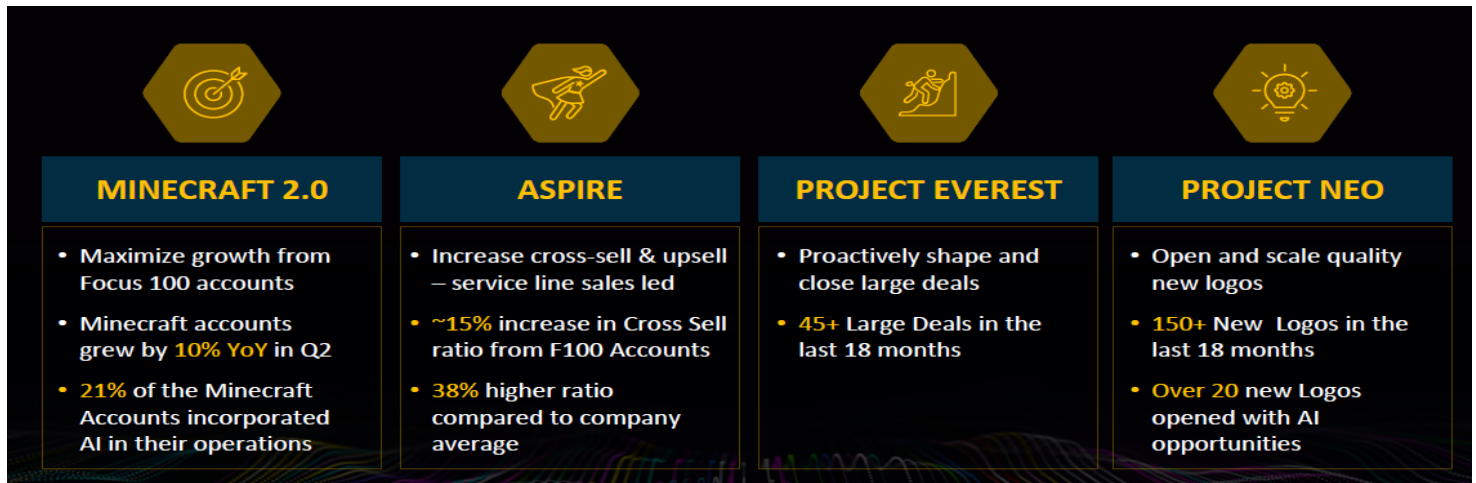 MINECRAFT 2.0
• Maximize growth from
Focus 100 accounts
• Minecraft accounts
grew by 10% YoY in Q2
• 21% of the Minecraft
Accounts incorporated
AI in their operations
ASPIRE
• Increase cross-sell & upsell
– service line sales led
• ~15% increase in Cross Sell
ratio from F100 Accounts
• 38% higher ratio
compared to company
average
PROJECT EVEREST
• Proactively shape and
close large deals
• 45+ Large Deals in the
last 18 months
PROJECT NEO
• Open and scale quality
new logos
• 150+ New Logos in the
last 18 months
• Over 20 new Logos
opened with AI
opportunities